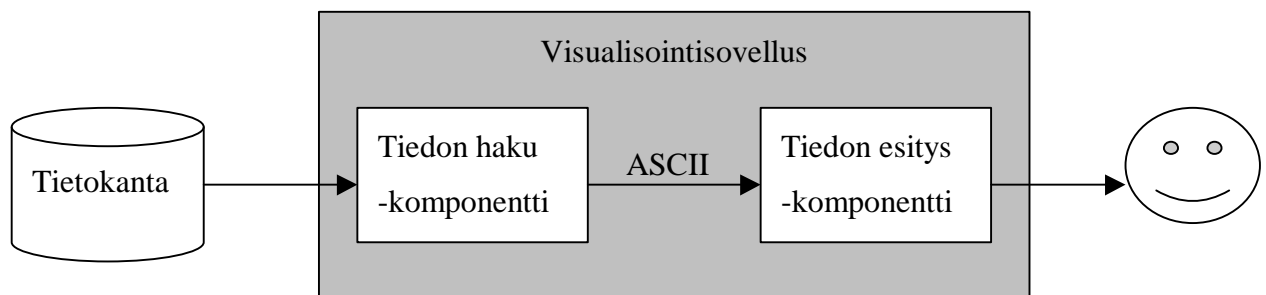 Visualisointisovellus
Tietokanta
Tiedon haku
-komponentti
ASCII
Tiedon esitys
-komponentti